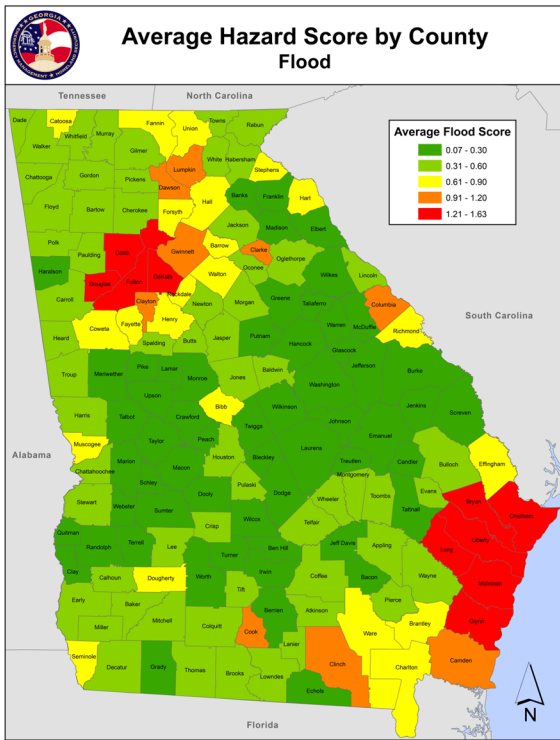 GEORGIA
Average Hazard Score by County
Flood
Tennessee
North Carolina
South Carolina
Alabama
Florida
Average Flood Score
0.07 - 0.30
0.31 - 0.60
0.61 - 0.90
0.91 - 1.20
1.21 - 1.63
Dade
Catoosa
Whitfield
Murray
Fannin
Union
Towns
Rabun
Walker
Gilmer
Lumpkin
White
Habersham
Stephens
Chattooga
Gordon
Pickens
Dawson
Hall
Banks
Franklin
Hart
Floyd
Bartow
Cherokee
Forsyth
Jackson
Madison
Elbert
Polk
Paulding
Cobb
Gwinnett
Barrow
Clarke
Oglethorpe
Wilkes
Lincoln
Haralson
Douglas
Fulton
DeKalb
Rockdale
Walton
Oconee
Greene
Taliaferro
Columbia
Carroll
Clayton
Newton
Morgan
McDuffie
Richmond
Coweta
Fayette
Henry
Warren
Heard
Spalding
Butts
Jasper
Putnam
Hancock
Glascock
Burke
Troup
Meriwether
Pike
Lamar
Monroe
Jones
Baldwin
Washington
Jefferson
Upson
Bibb
Wilkinson
Jenkins
Screven
Harris
Talbot
Crawford
Twiggs
Johnson
Emanuel
Muscogee
Taylor
Peach
Houston
Bleckley
Laurens
Treutlen
Candler
Bulloch
Effingham
Chattahoochee
Marion
Macon
Montgomery
Evans
Stewart
Schley
Dooly
Pulaski
Dodge
Wheeler
Toombs
Tattnall
Bryan
Chatham
Webster
Sumter
Wilcox
Telfair
Quitman
Randolph
Terrell
Lee
Crisp
Ben Hill
Jeff Davis
Appling
Long
Liberty
Clay
Calhoun
Dougherty
Worth
Turner
Irwin
Coffee
Bacon
Wayne
McIntosh
Early
Baker
Tift
Pierce
Miller
Mitchell
Colquitt
Berrien
Atkinson
Ware
Brantley
Glynn
Seminole
Decatur
Grady
Thomas
Brooks
Cook
Lanier
Lowndes
Clinch
Echols
Charlton
Camden
N